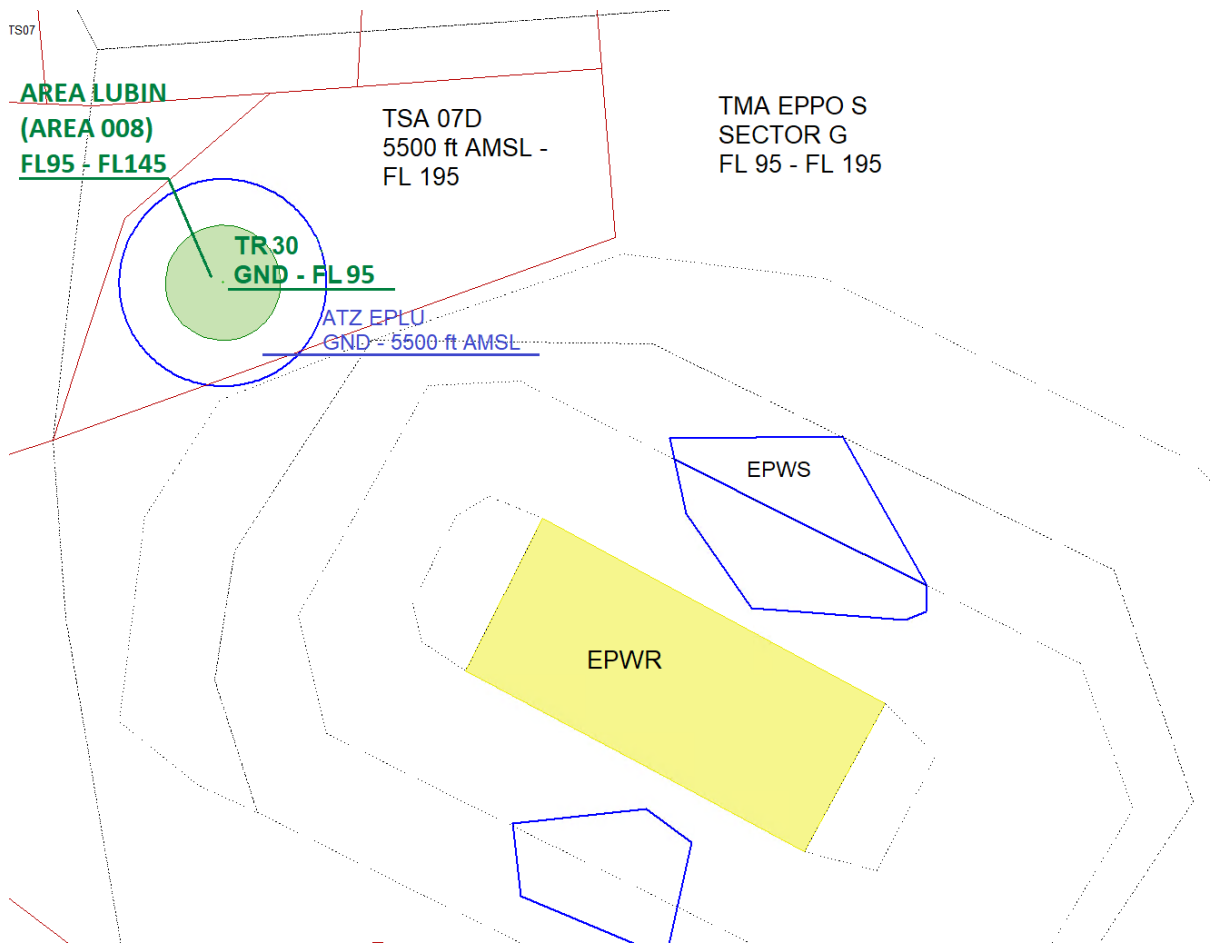 TS07
AREA LUBIN
(AREA 008)
FL95 - FL145
TSA 07D
5500 ft AMSL -
FL 195
TMA EPPO S
SECTOR G
FL 95 - FL 195
TR 30
GND - FL 95
ATZ EPLU
GND - 5500 ft AMSL
EPWS
EPWR